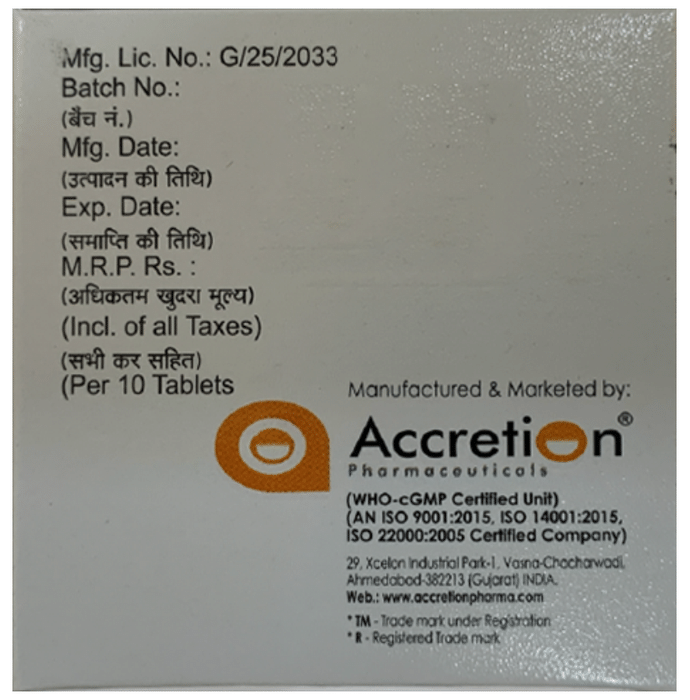 Mfg. Lic. No.: G/25/2033
Batch No.:
(बैच नं.)
Mfg. Date:
(उत्पादन की तिथि)
Exp. Date:
(समाप्ति की तिथि)
M.R.P. Rs. :
(अधिकतम खुदरा मूल्य)
(Incl. of all Taxes)
(सभी कर सहित)
(Per 10 Tablets
Manufactured & Marketed by:
Accretion®
Pharmaceuticals
(WHO-cGMP Certified Unit)
(AN ISO 9001:2015, ISO 14001:2015,
ISO 22000:2005 Certified Company)
29, Xcelon Industrial Park-1, Vasna-Chacharwadi,
Ahmedabad-382213 (Gujarat) INDIA.
Web.: www.accretionpharma.com
* TM - Trade mark under Registration
* R - Registered Trade mark